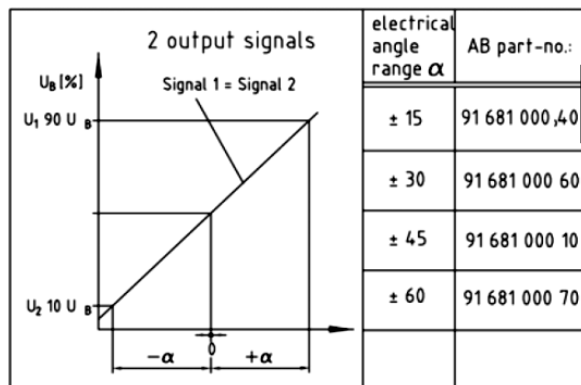 2 output signals
U_B [%]
Signal 1 = Signal 2
U₁ 90 U_B
U₂ 10 U_B
0
-α
+α
electrical angle range α
AB part-no.:
± 15
91 681 000,40
± 30
91 681 000 60
± 45
91 681 000 10
± 60
91 681 000 70